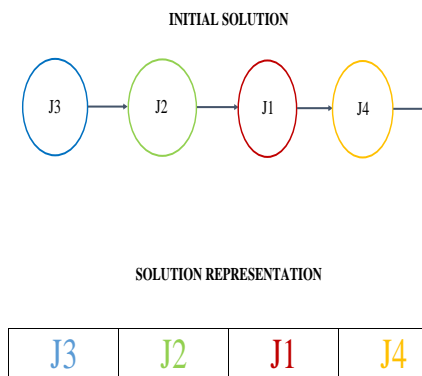 INITIAL SOLUTION
J3 J2 J1 J4
SOLUTION REPRESENTATION
J3 J2 J1 J4